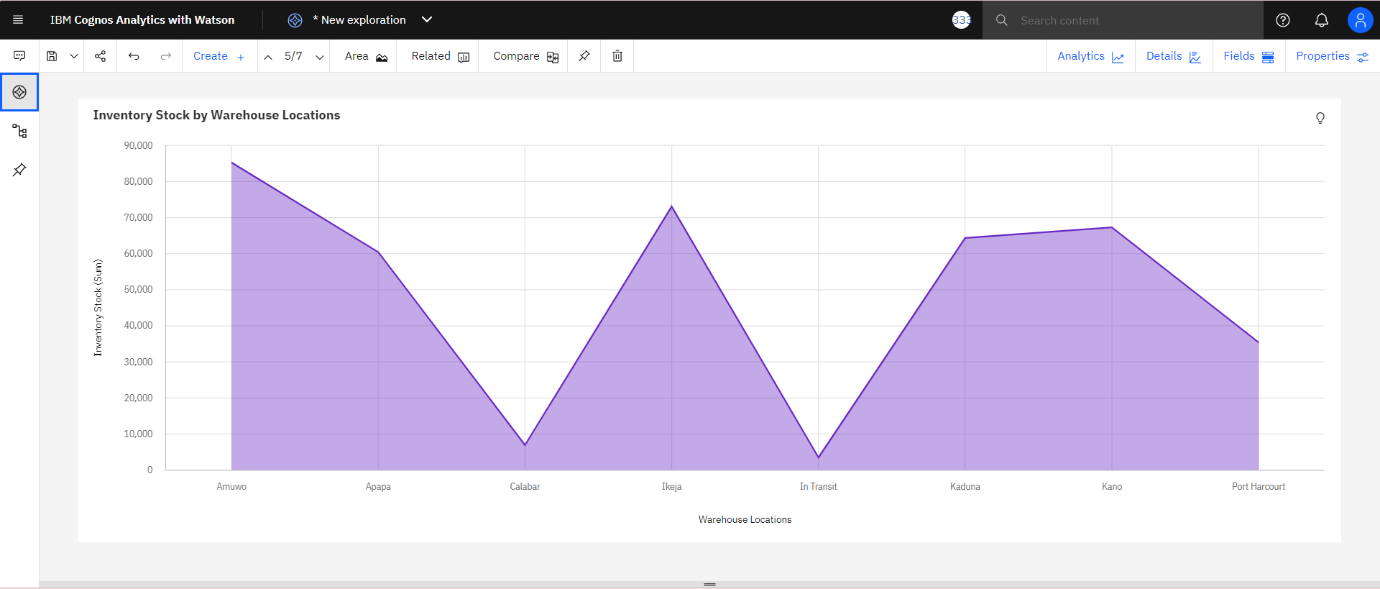 IBM Cognos Analytics with Watson
* New exploration
333
Search content
Create +
5/7
Area
Related
Compare
Analytics
Details
Fields
Properties
Inventory Stock by Warehouse Locations
Inventory Stock (Sum)
90,000
80,000
70,000
60,000
50,000
40,000
30,000
20,000
10,000
0
Amuwo Apapa Calabar Ikeja In Transit Kaduna Kano Port Harcourt
Warehouse Locations